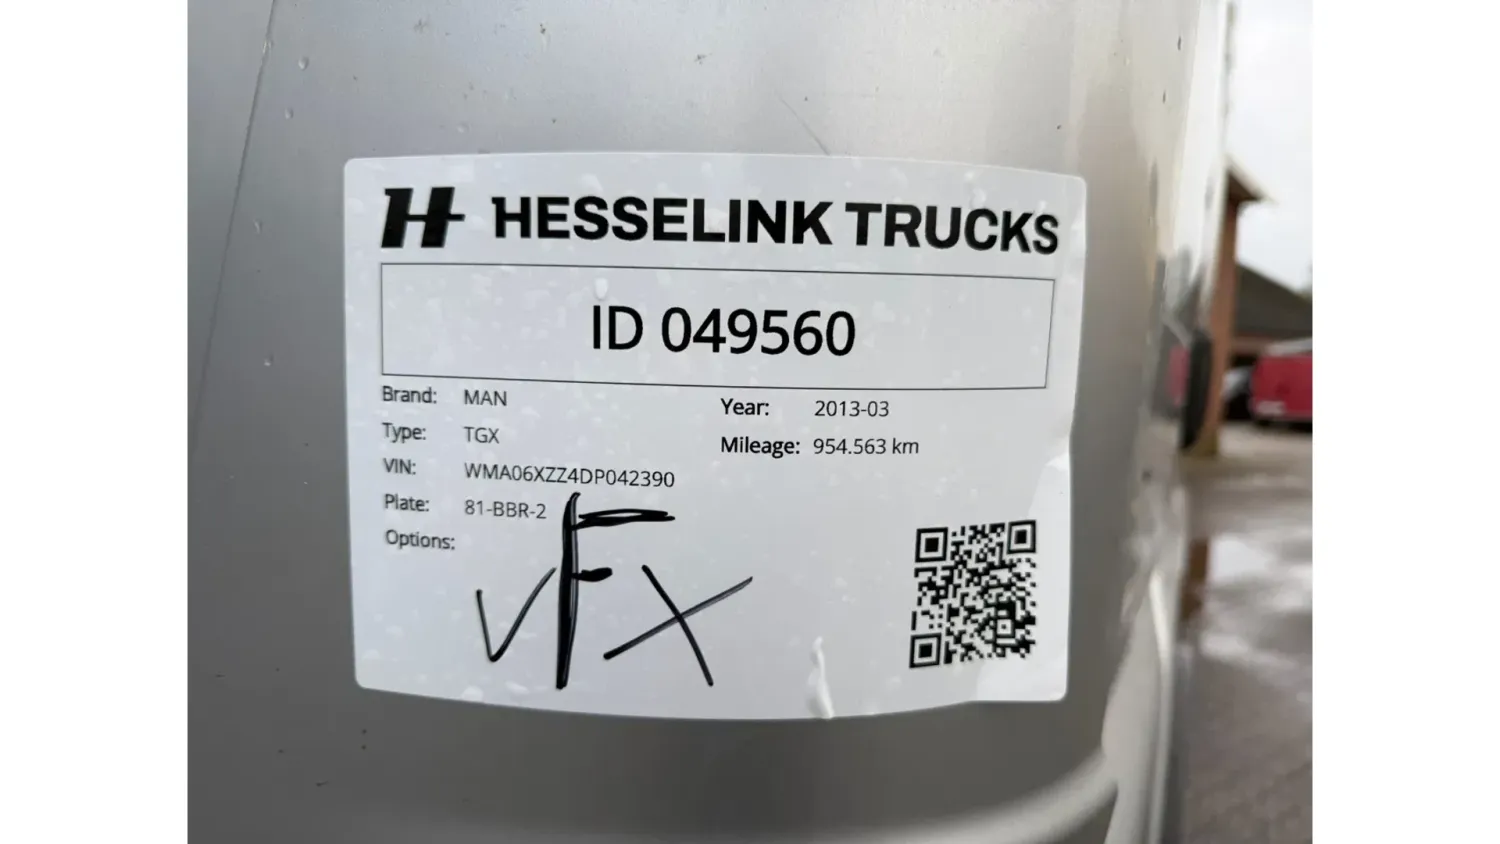 H HESSELINK TRUCKS
ID 049560
Brand: MAN
Year: 2013-03
Type: TGX
Mileage: 954.563 km
VIN: WMA06XZZ4DP042390
Plate: 81-BBR-2
Options:
VFX